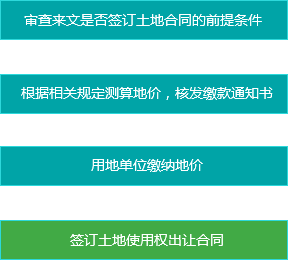 审查来文是否签订土地合同的前提条件
根据相关规定测算地价，核发缴款通知书
用地单位缴纳地价
签订土地使用权出让合同